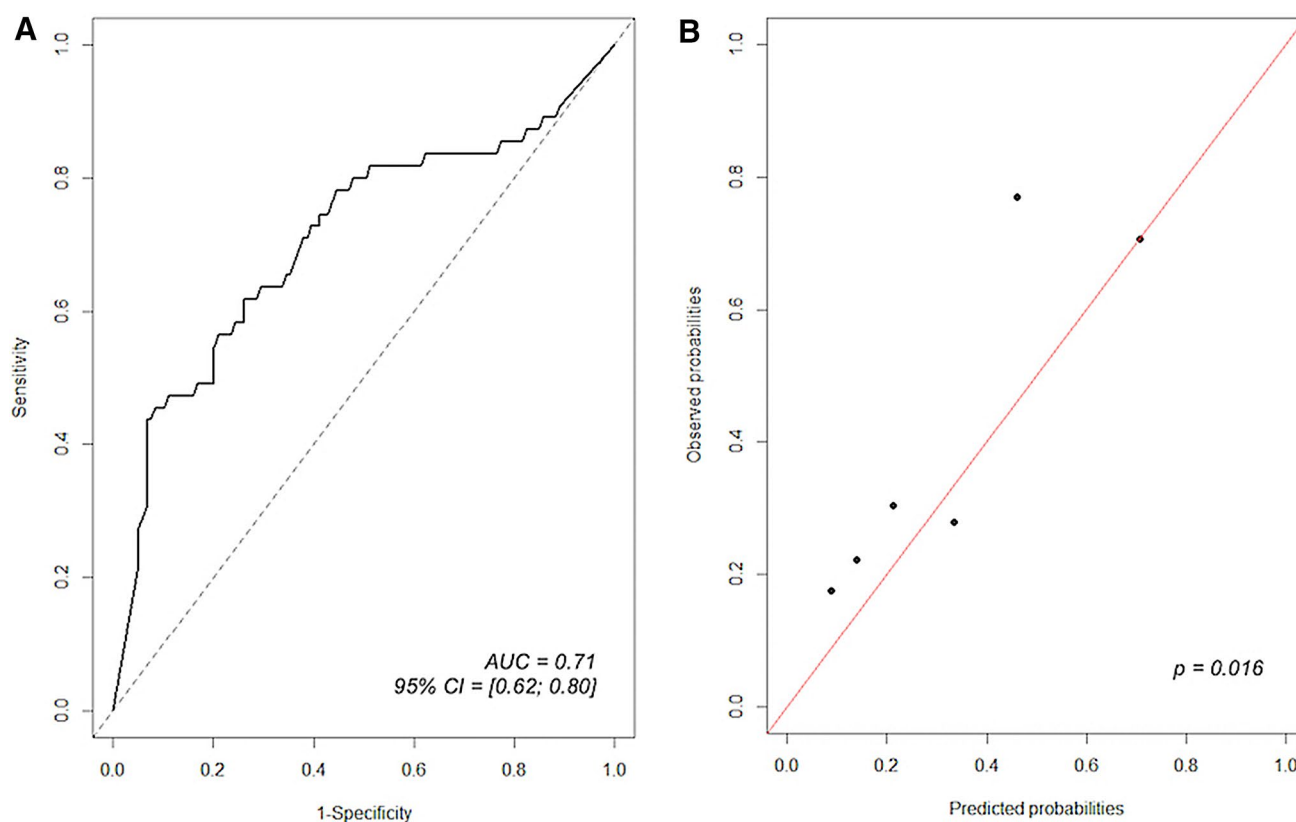 A
1.0
0.8
0.6
0.4
0.2
0.0
Sensitivity
AUC = 0.71
95% CI = [0.62; 0.80]
0.0 0.2 0.4 0.6 0.8 1.0
1-Specificity
B
1.0
0.8
0.6
0.4
0.2
0.0
Observed probabilities
p = 0.016
0.0 0.2 0.4 0.6 0.8 1.0
Predicted probabilities